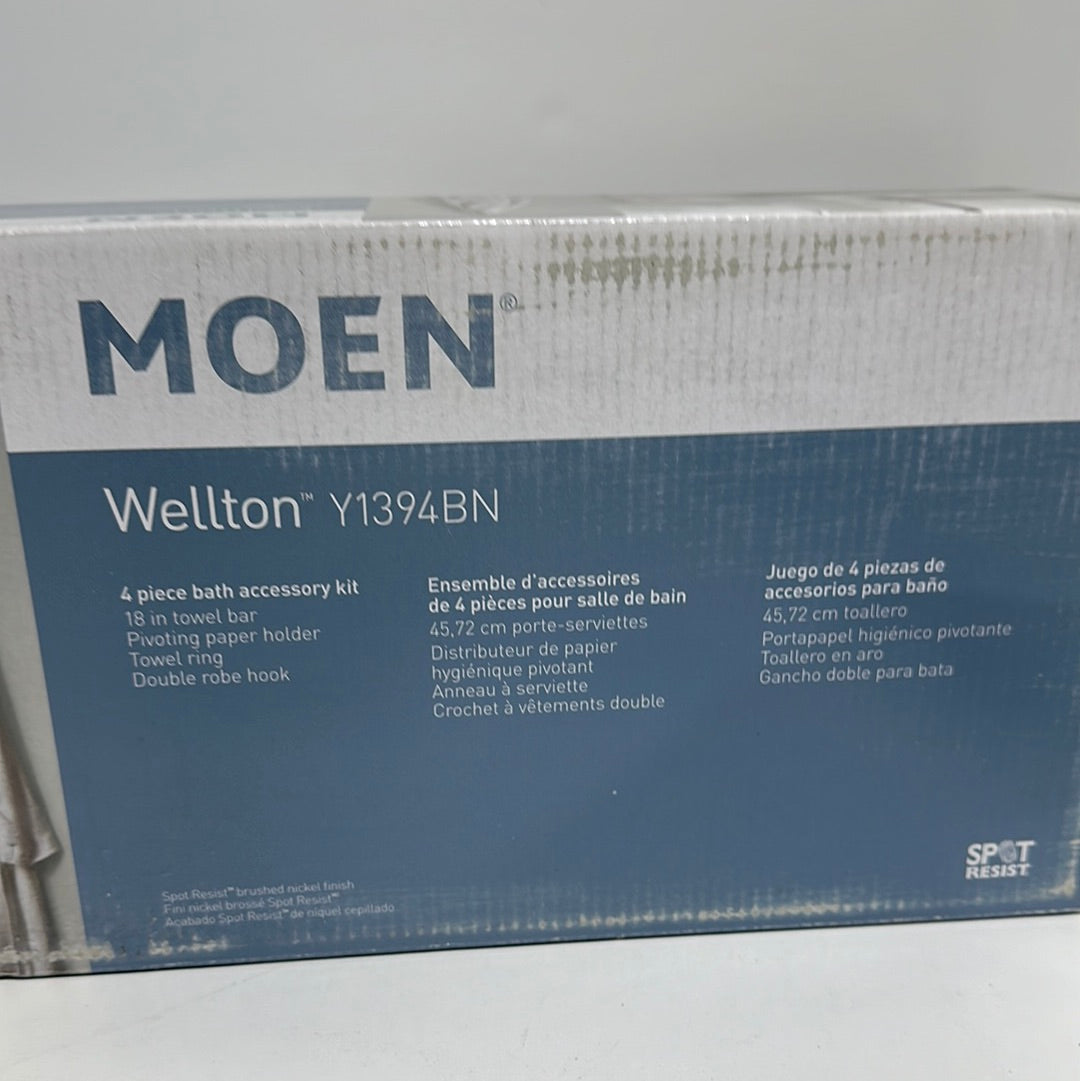 MOEN®
Wellton™ Y1394BN
4 piece bath accessory kit
18 in towel bar
Pivoting paper holder
Towel ring
Double robe hook
Ensemble d'accessoires
de 4 pièces pour salle de bain
45,72 cm porte-serviettes
Distributeur de papier
hygiénique pivotant
Anneau à serviette
Crochet à vêtements double
Juego de 4 piezas de
accesorios para baño
45,72 cm toallero
Portapapel higiénico pivotante
Toallero en aro
Gancho doble para bata
SPOT
RESIST
Spot Resist™ brushed nickel finish
Fini nickel brossé Spot Resist™
Acabado Spot Resist™ de níquel cepillado